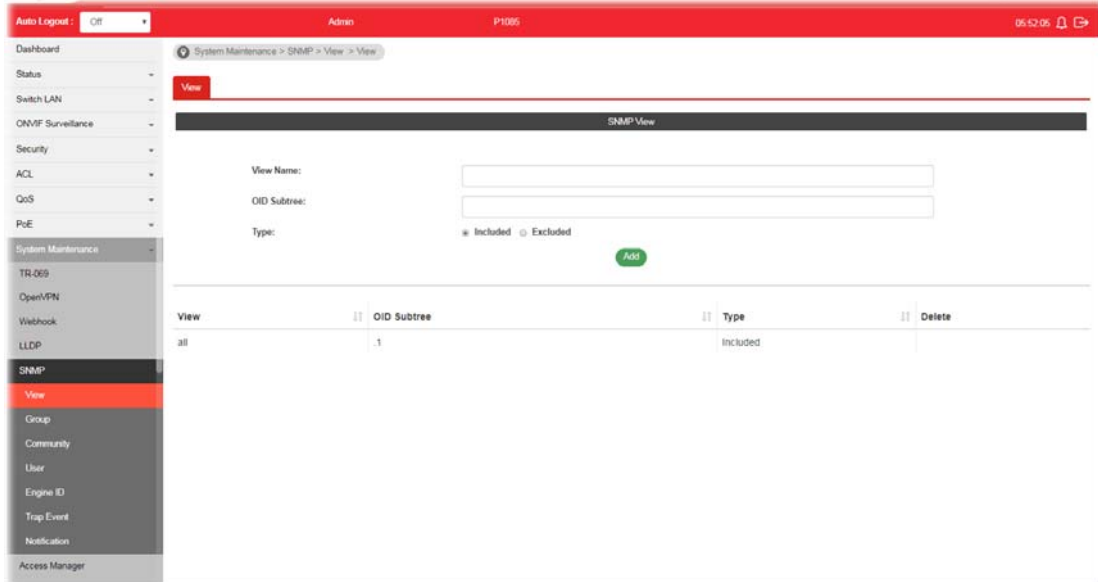 Auto Logout : Off Admin P1085 05:52:05
Dashboard
Status
Switch LAN
ONVIF Surveillance
Security
ACL
QoS
PoE
System Maintenance
TR-069
OpenVPN
Webhook
LLDP
SNMP
View
Group
Community
User
Engine ID
Trap Event
Notification
Access Manager
System Maintenance > SNMP > View > View
View
SNMP View
View Name:
OID Subtree:
Type: Included Excluded
Add
View OID Subtree Type Delete
all .1 Included